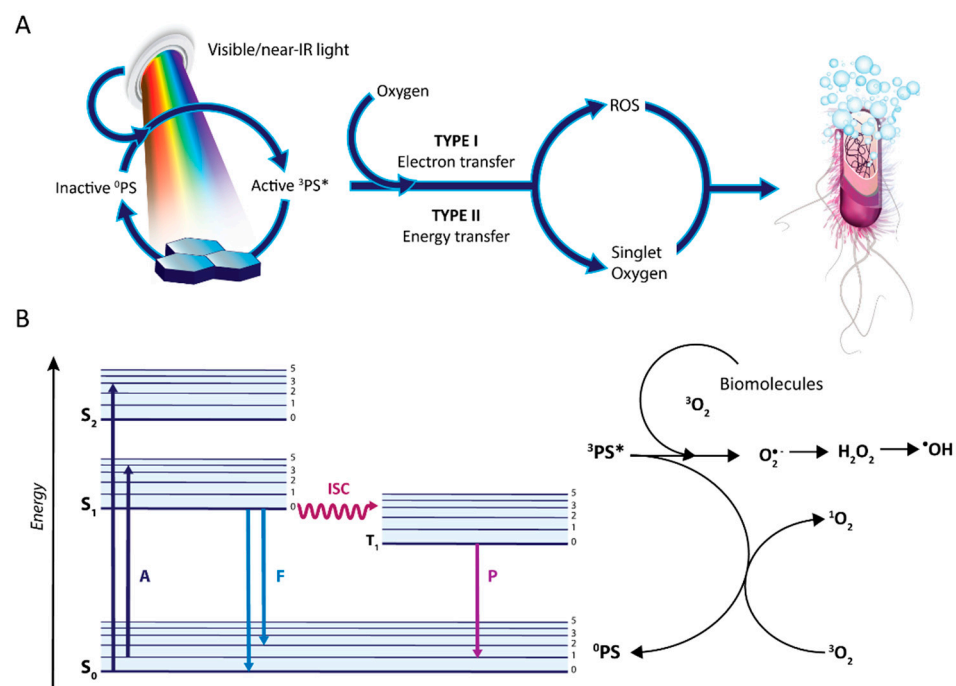 A
Visible/near-IR light
Oxygen
ROS
TYPE I
Electron transfer
Inactive ⁰PS
Active ³PS*
TYPE II
Energy transfer
Singlet
Oxygen
B
Energy
S₂
5
3
2
1
0
S₁
5
3
2
1
0
ISC
T₁
5
3
2
1
0
A
F
P
S₀
5
3
2
1
0
Biomolecules
³O₂
³PS*
O₂•-
H₂O₂
•OH
¹O₂
⁰PS
³O₂